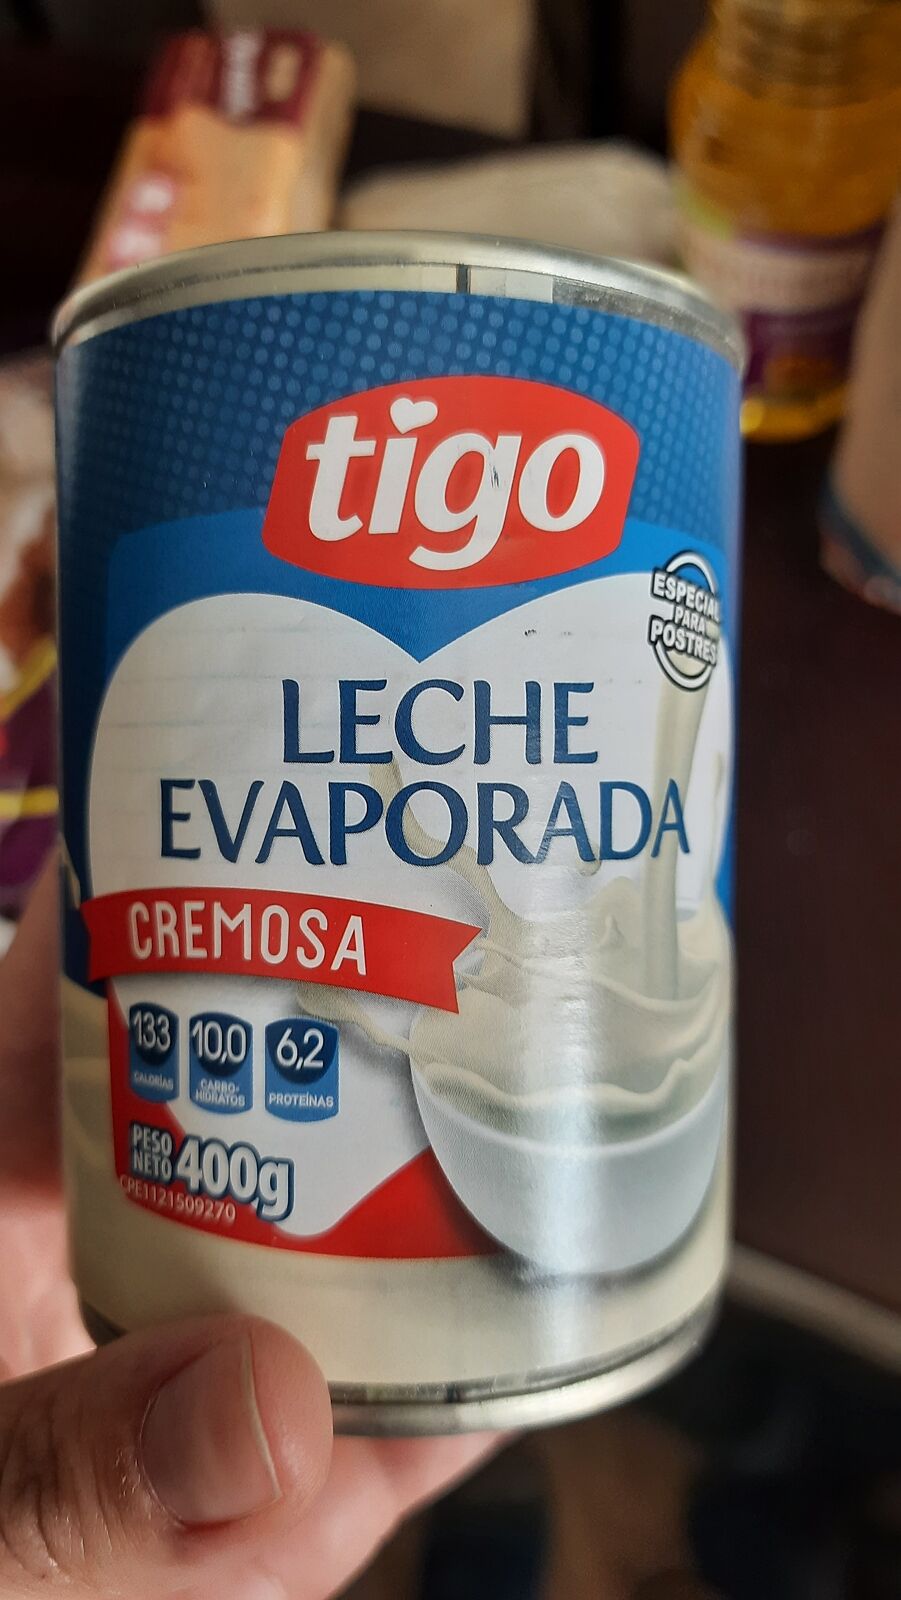 tigo
ESPECIAL
PARA
POSTRES
LECHE
EVAPORADA
CREMOSA
133
CALORÍAS
10,0
CARBO-
HIDRATOS
6,2
PROTEÍNAS
PESO
NETO 400g
CPE1121509270